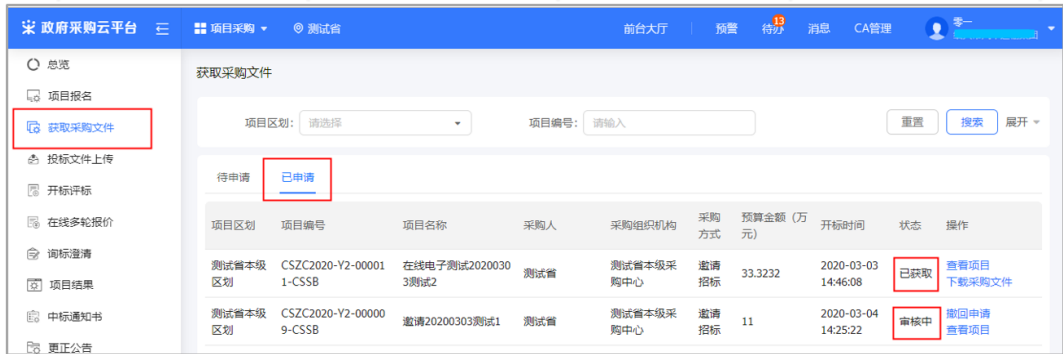 政府采购云平台 项目采购 测试省 前台大厅 预警 待办 13 消息 CA管理 零一
总览
获取采购文件
项目报名
获取采购文件
项目区划： 请选择 项目编号： 请输入 重置 搜索 展开
投标文件上传
待申请 已申请
开标评标
在线多轮报价
询标澄清
项目结果
中标通知书
更正公告
项目区划 项目编号 项目名称 采购人 采购组织机构 采购方式 预算金额（万元） 开标时间 状态 操作
测试省本级 CSZC2020-Y2-00001 在线电子测试2020030 测试省 测试省本级采 邀请 33.3232 2020-03-03 已获取 查看项目
区划 1-CSSB 3测试2 购中心 招标 14:46:08 下载采购文件
测试省本级 CSZC2020-Y2-00000 邀请20200303测试1 测试省 测试省本级采 邀请 11 2020-03-04 审核中 撤回申请
区划 9-CSSB 购中心 招标 14:25:22 查看项目